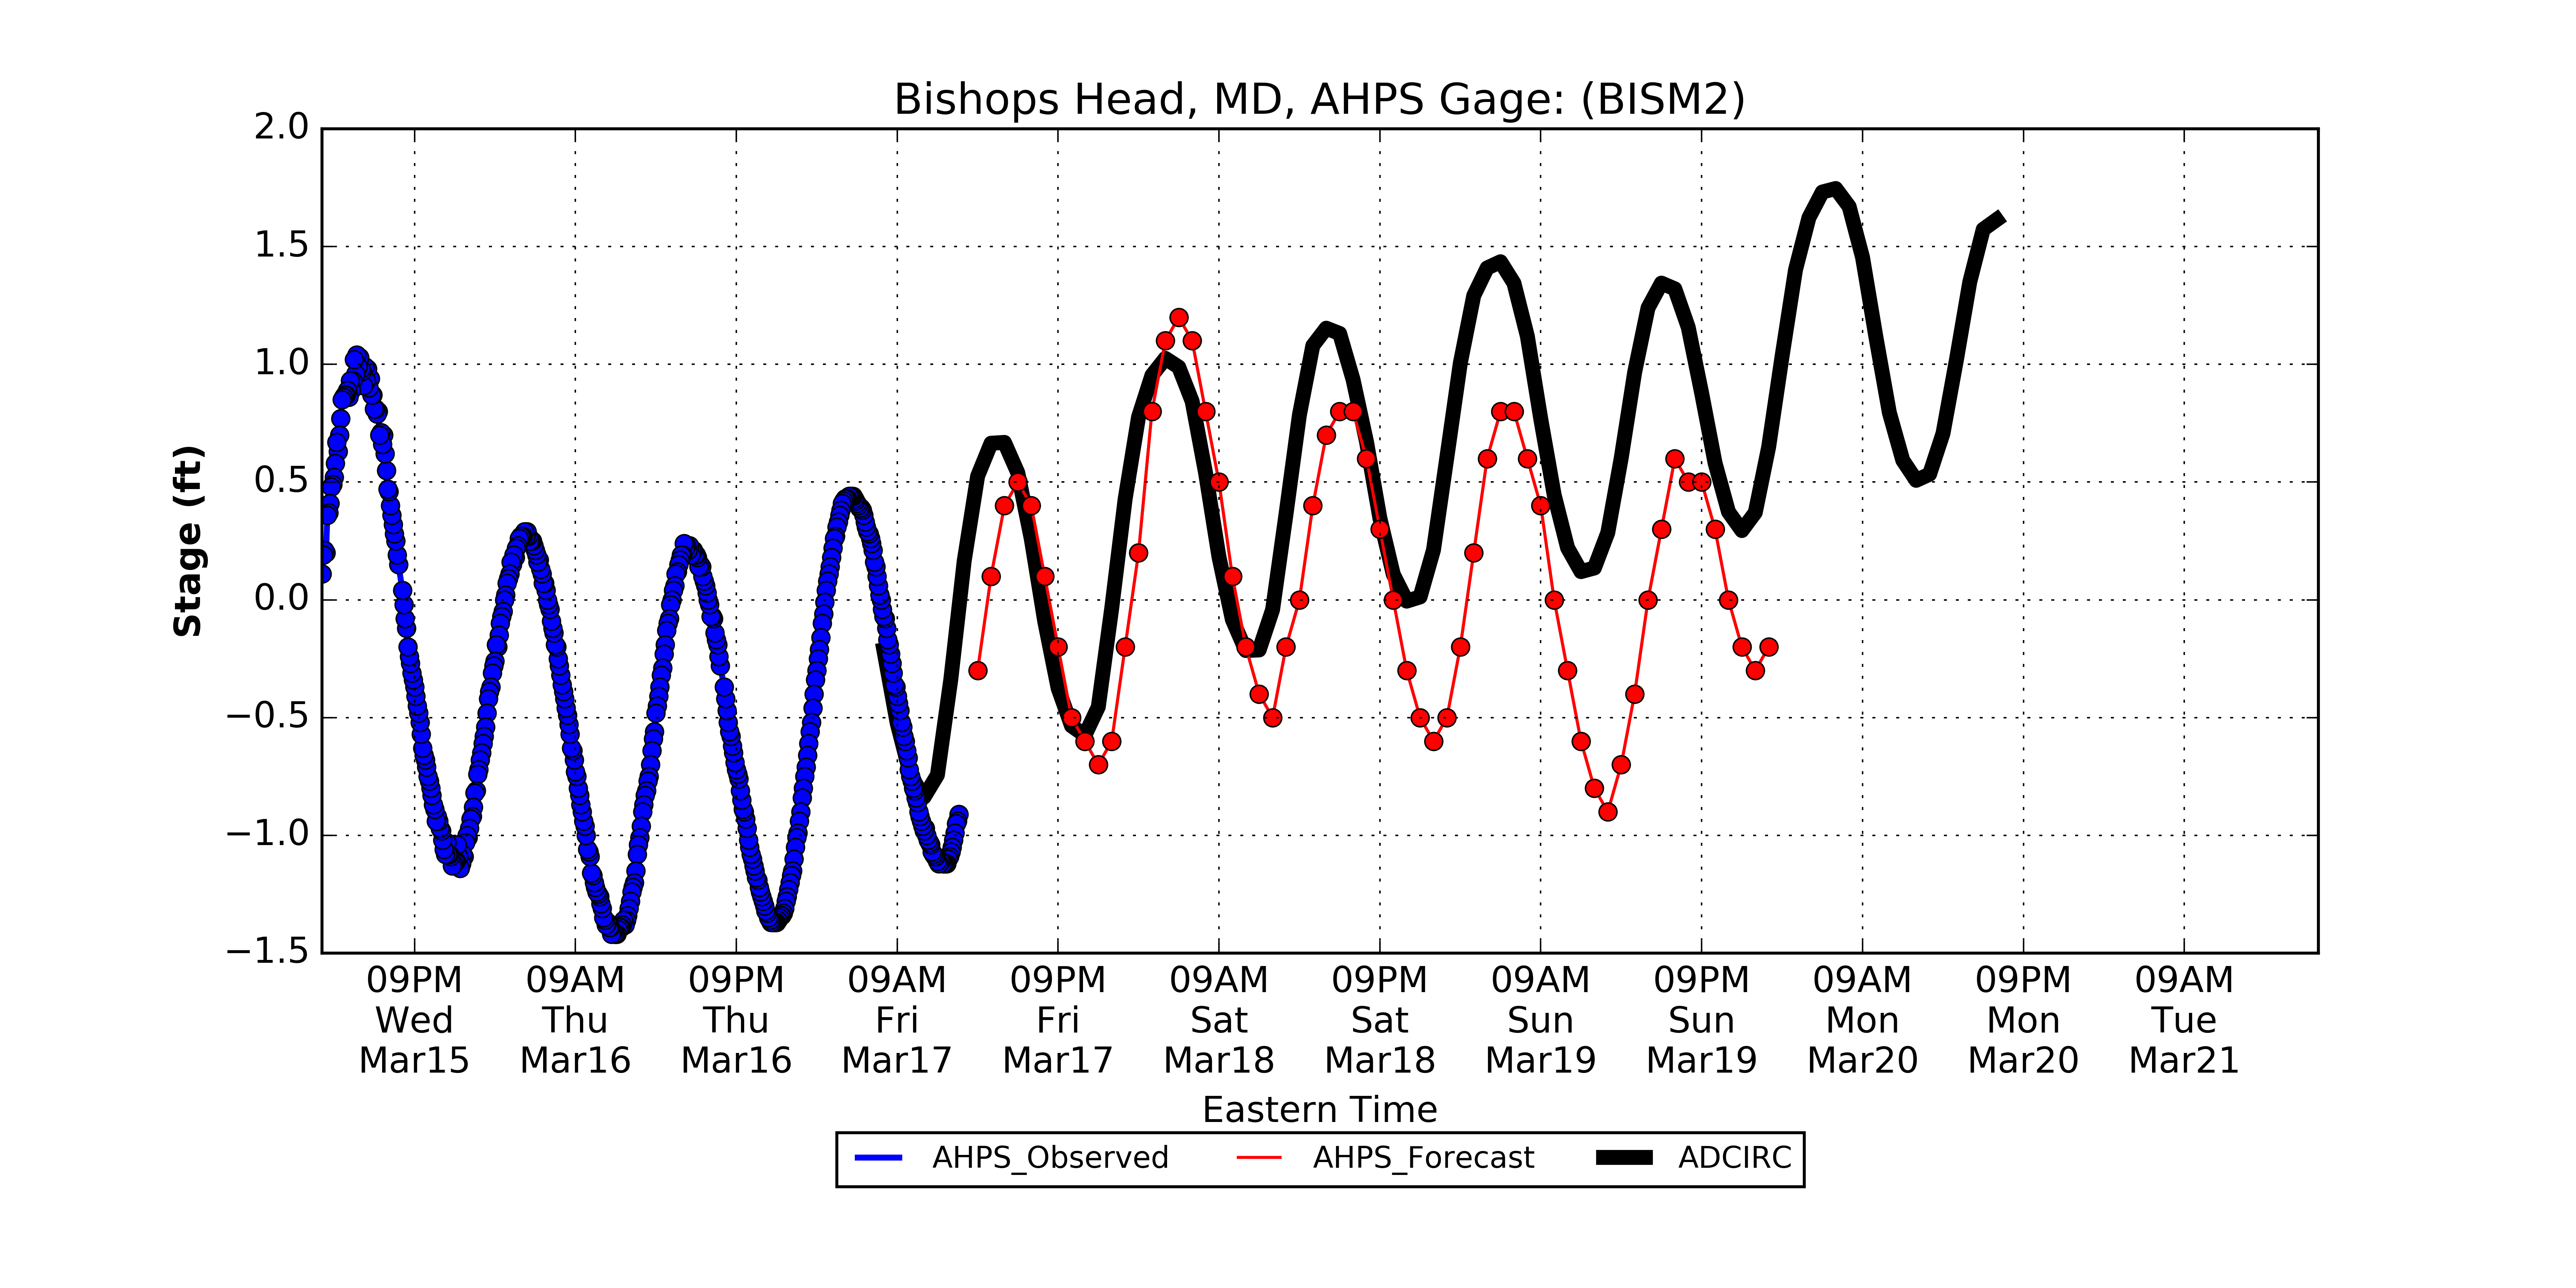 Bishops Head, MD, AHPS Gage: (BISM2)
2.0
1.5
1.0
0.5
0.0
−0.5
−1.0
−1.5
Stage (ft)
09PM 09AM 09PM 09AM 09PM 09AM 09PM 09AM 09PM 09AM 09PM 09AM
Wed Thu Thu Fri Fri Sat Sat Sun Sun Mon Mon Tue
Mar15 Mar16 Mar16 Mar17 Mar17 Mar18 Mar18 Mar19 Mar19 Mar20 Mar20 Mar21
Eastern Time
AHPS_Observed AHPS_Forecast ADCIRC